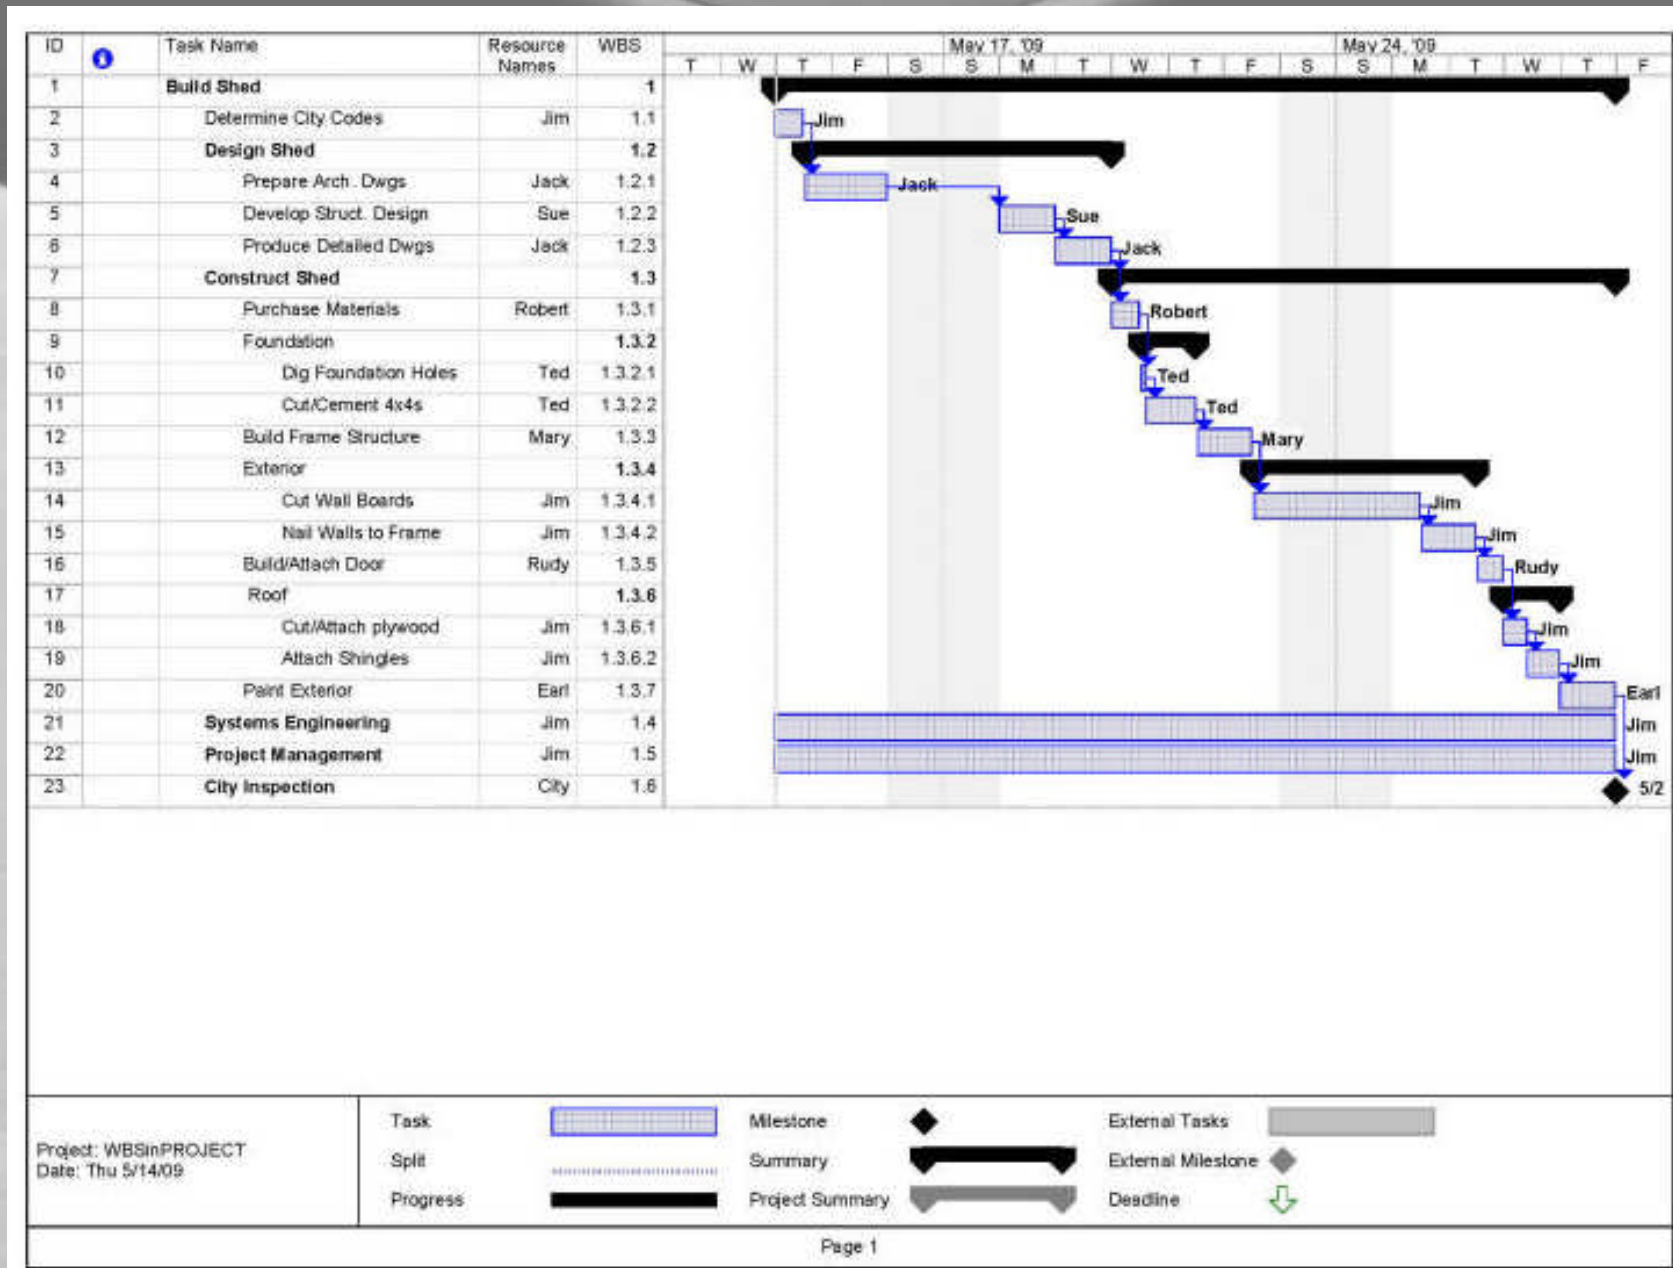 ID Task Name Resource Names WBS May 17, '09 May 24, '09
T W T F S S M T W T F S S M T W T F
1 Build Shed 1
2 Determine City Codes Jim 1.1 Jim
3 Design Shed 1.2
4 Prepare Arch. Dwgs Jack 1.2.1 Jack
5 Develop Struct. Design Sue 1.2.2 Sue
6 Produce Detailed Dwgs Jack 1.2.3 Jack
7 Construct Shed 1.3
8 Purchase Materials Robert 1.3.1 Robert
9 Foundation 1.3.2
10 Dig Foundation Holes Ted 1.3.2.1 Ted
11 Cut/Cement 4x4s Ted 1.3.2.2 Ted
12 Build Frame Structure Mary 1.3.3 Mary
13 Exterior 1.3.4
14 Cut Wall Boards Jim 1.3.4.1 Jim
15 Nail Walls to Frame Jim 1.3.4.2 Jim
16 Build/Attach Door Rudy 1.3.5 Rudy
17 Roof 1.3.6
18 Cut/Attach plywood Jim 1.3.6.1 Jim
19 Attach Shingles Jim 1.3.6.2 Jim
20 Paint Exterior Earl 1.3.7 Earl
21 Systems Engineering Jim 1.4 Jim
22 Project Management Jim 1.5 Jim
23 City Inspection City 1.6 5/2
Project: WBSinPROJECT
Date: Thu 5/14/09
Task Milestone External Tasks
Split Summary External Milestone
Progress Project Summary Deadline
Page 1